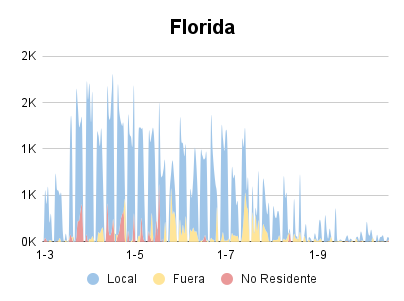 Florida
2K
2K
1K
1K
0K
1-3 1-5 1-7 1-9
Local Fuera No Residente